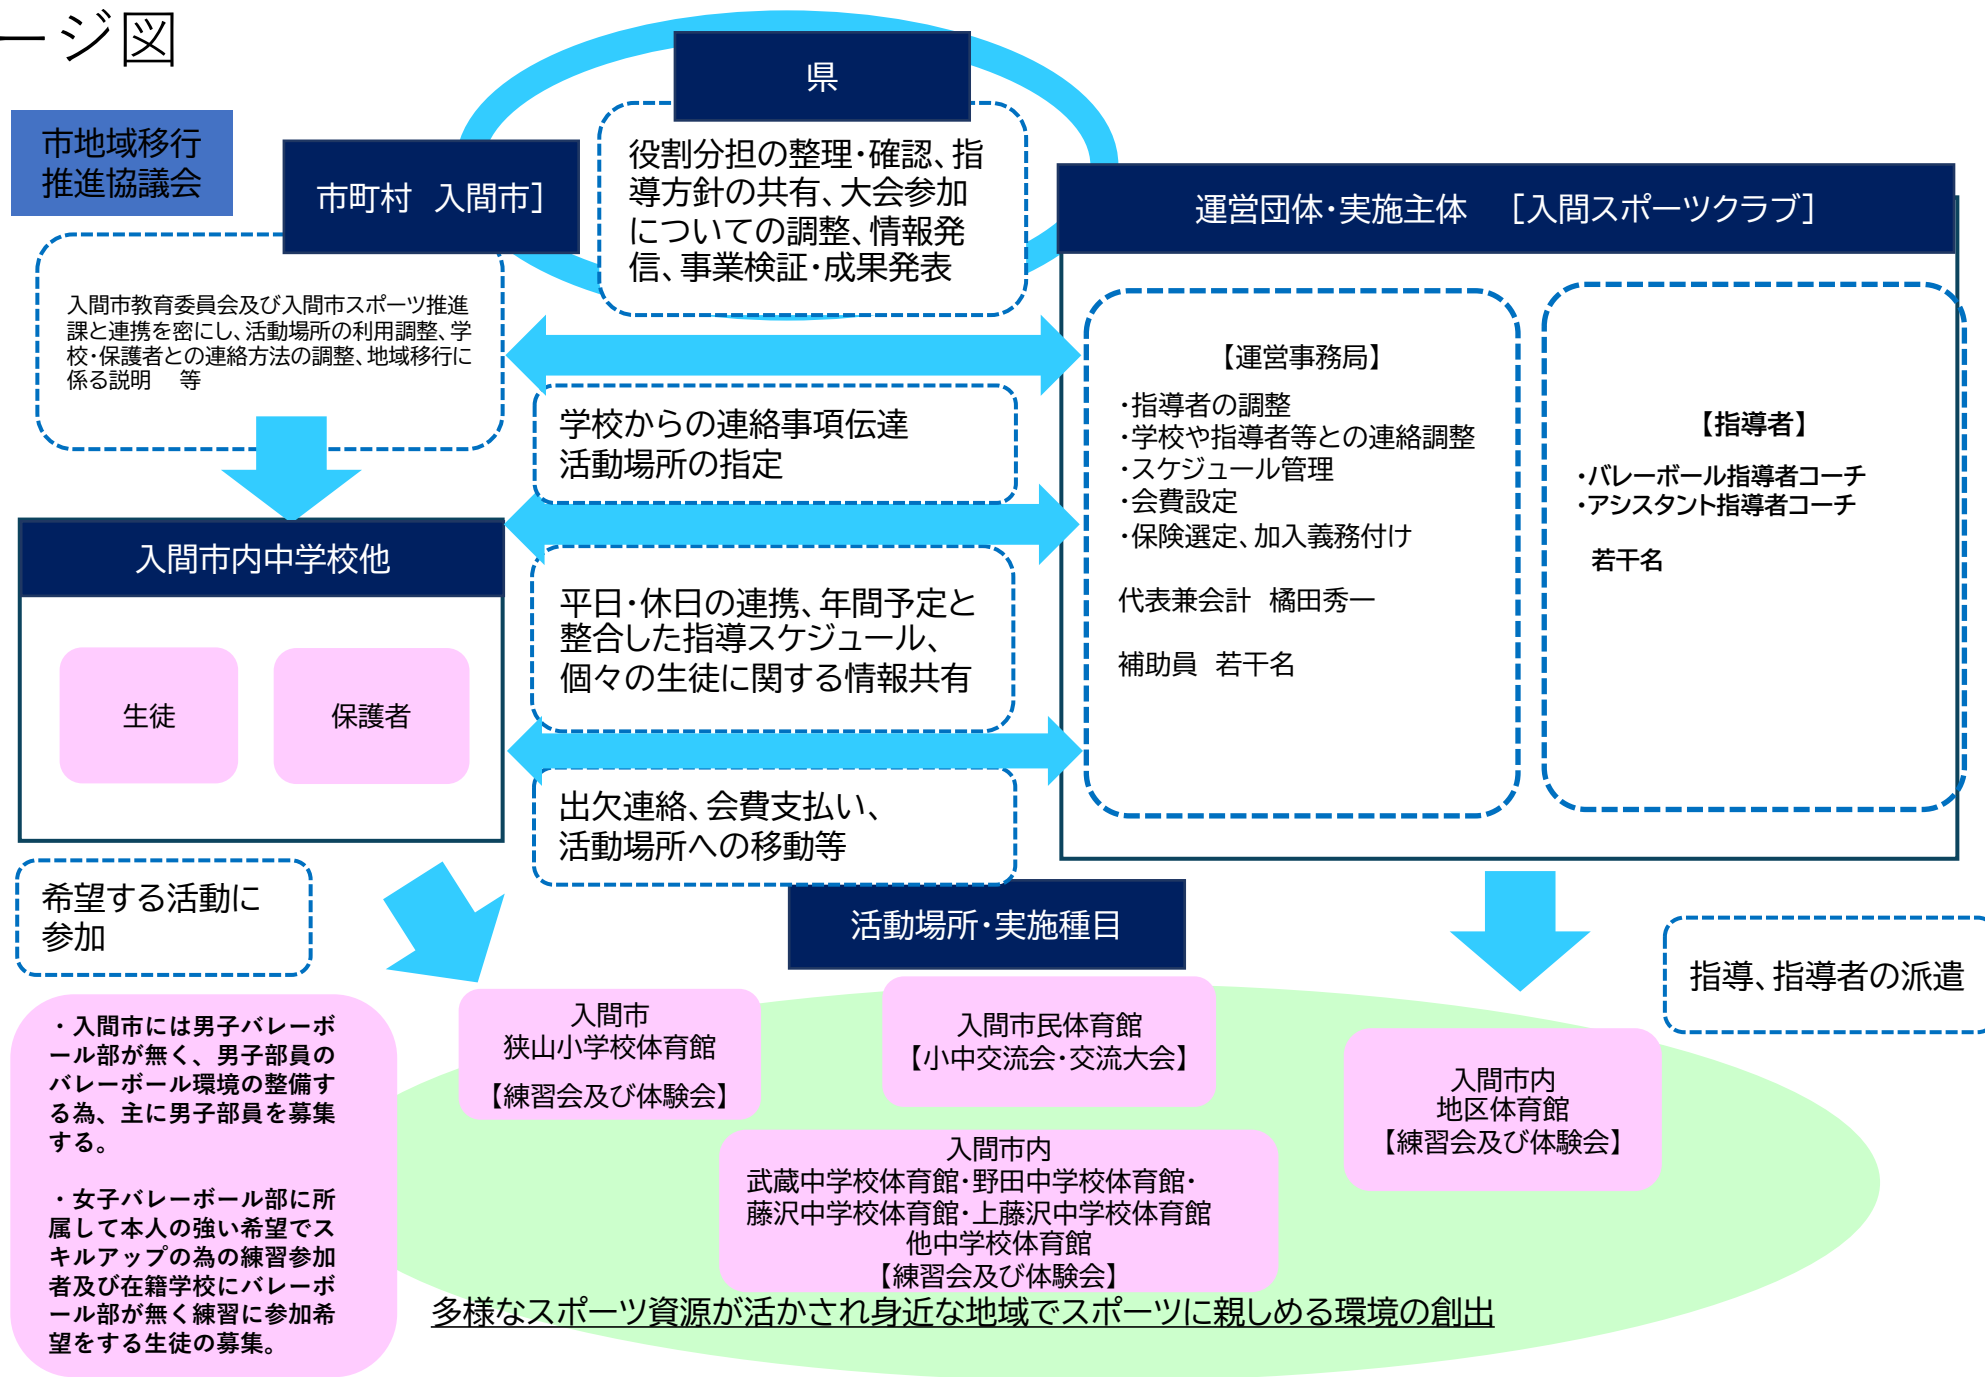 ージ図
県
市地域移行
推進協議会
市町村　入間市］
役割分担の整理・確認、指
導方針の共有、大会参加
についての調整、情報発
信、事業検証・成果発表
運営団体・実施主体　［入間スポーツクラブ］
入間市教育委員会及び入間市スポーツ推進
課と連携を密にし、活動場所の利用調整、学
校・保護者との連絡方法の調整、地域移行に
係る説明　等
学校からの連絡事項伝達
活動場所の指定
【運営事務局】
・指導者の調整
・学校や指導者等との連絡調整
・スケジュール管理
・会費設定
・保険選定、加入義務付け
代表兼会計　橘田秀一
補助員　若干名
【指導者】
・バレーボール指導者コーチ
・アシスタント指導者コーチ
若干名
入間市内中学校他
生徒
保護者
平日・休日の連携、年間予定と
整合した指導スケジュール、
個々の生徒に関する情報共有
出欠連絡、会費支払い、
活動場所への移動等
希望する活動に
参加
活動場所・実施種目
指導、指導者の派遣
・入間市には男子バレーボ
ール部が無く、男子部員の
バレーボール環境の整備す
る為、主に男子部員を募集
する。
・女子バレーボール部に所
属して本人の強い希望でス
キルアップの為の練習参加
者及び在籍学校にバレーボ
ール部が無く練習に参加希
望をする生徒の募集。
入間市
狭山小学校体育館
【練習会及び体験会】
入間市民体育館
【小中交流会・交流大会】
入間市内
地区体育館
【練習会及び体験会】
入間市内
武蔵中学校体育館・野田中学校体育館・
藤沢中学校体育館・上藤沢中学校体育館
他中学校体育館
【練習会及び体験会】
多様なスポーツ資源が活かされ身近な地域でスポーツに親しめる環境の創出